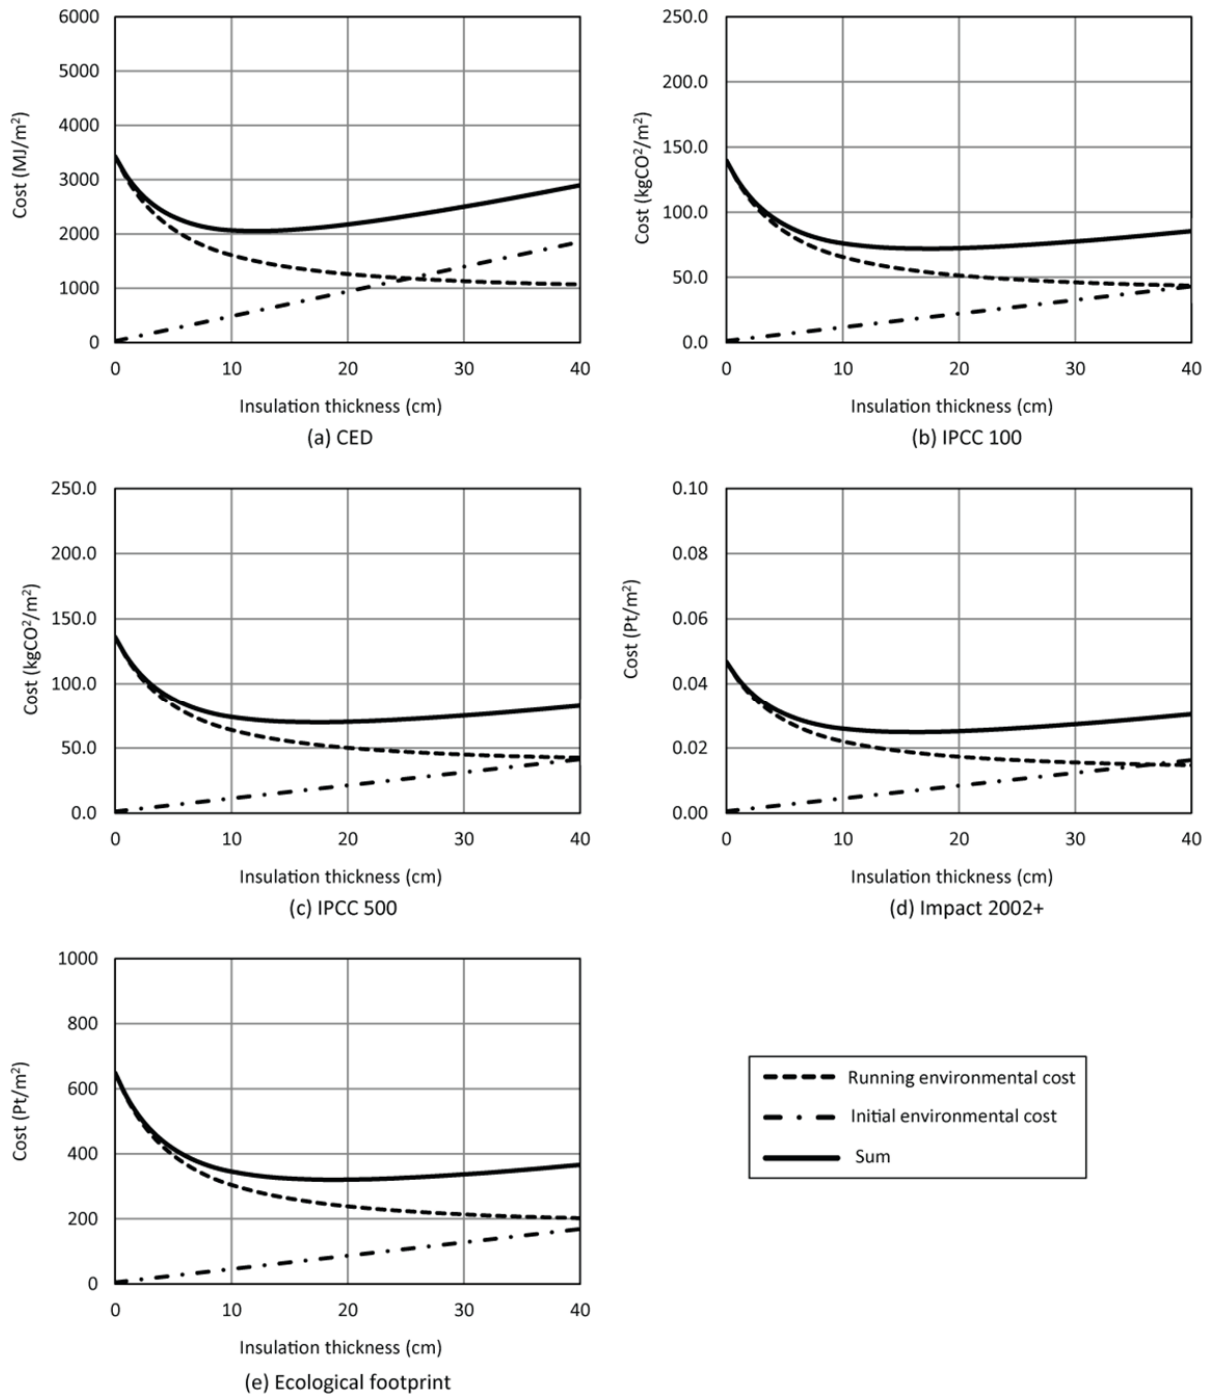 6000
5000
4000
3000
2000
1000
0
Cost (MJ/m²)
0 10 20 30 40
Insulation thickness (cm)
(a) CED
250.0
200.0
150.0
100.0
50.0
0.0
Cost (kgCO²/m²)
0 10 20 30 40
Insulation thickness (cm)
(b) IPCC 100
250.0
200.0
150.0
100.0
50.0
0.0
Cost (kgCO²/m²)
0 10 20 30 40
Insulation thickness (cm)
(c) IPCC 500
0.10
0.08
0.06
0.04
0.02
0.00
Cost (Pt/m²)
0 10 20 30 40
Insulation thickness (cm)
(d) Impact 2002+
1000
800
600
400
200
0
Cost (Pt/m²)
0 10 20 30 40
Insulation thickness (cm)
(e) Ecological footprint
Running environmental cost
Initial environmental cost
Sum